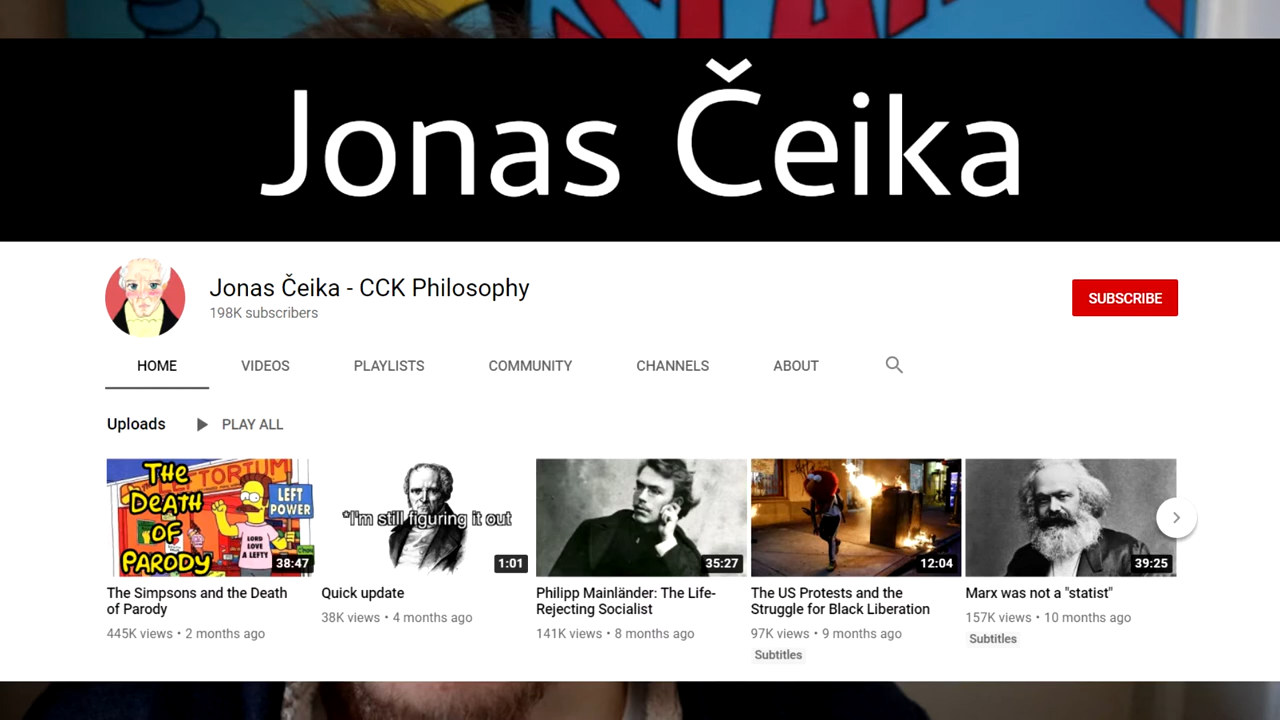 Jonas Čeika
Jonas Čeika - CCK Philosophy
198K subscribers
SUBSCRIBE
HOME VIDEOS PLAYLISTS COMMUNITY CHANNELS ABOUT
Uploads PLAY ALL
THE
DEATH
OF
PARODY
LEFT
POWER
LORD
LOVE
A LEFTY
38:47
The Simpsons and the Death
of Parody
445K views • 2 months ago
*I'm still figuring it out
1:01
Quick update
38K views • 4 months ago
35:27
Philipp Mainländer: The Life-
Rejecting Socialist
141K views • 8 months ago
12:04
The US Protests and the
Struggle for Black Liberation
97K views • 9 months ago
Subtitles
39:25
Marx was not a "statist"
157K views • 10 months ago
Subtitles